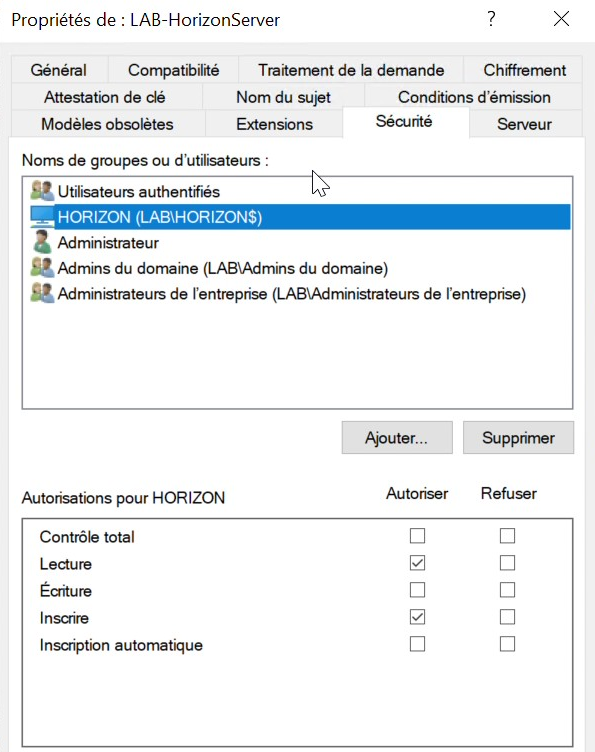 Propriétés de : LAB-HorizonServer ?
Général Compatibilité Traitement de la demande Chiffrement
Attestation de clé Nom du sujet Conditions d'émission
Modèles obsolètes Extensions Sécurité Serveur
Noms de groupes ou d'utilisateurs :
Utilisateurs authentifiés
HORIZON (LAB\HORIZON$)
Administrateur
Admins du domaine (LAB\Admins du domaine)
Administrateurs de l'entreprise (LAB\Administrateurs de l'entreprise)
Ajouter... Supprimer
Autorisations pour HORIZON Autoriser Refuser
Contrôle total
Lecture
Écriture
Inscrire
Inscription automatique